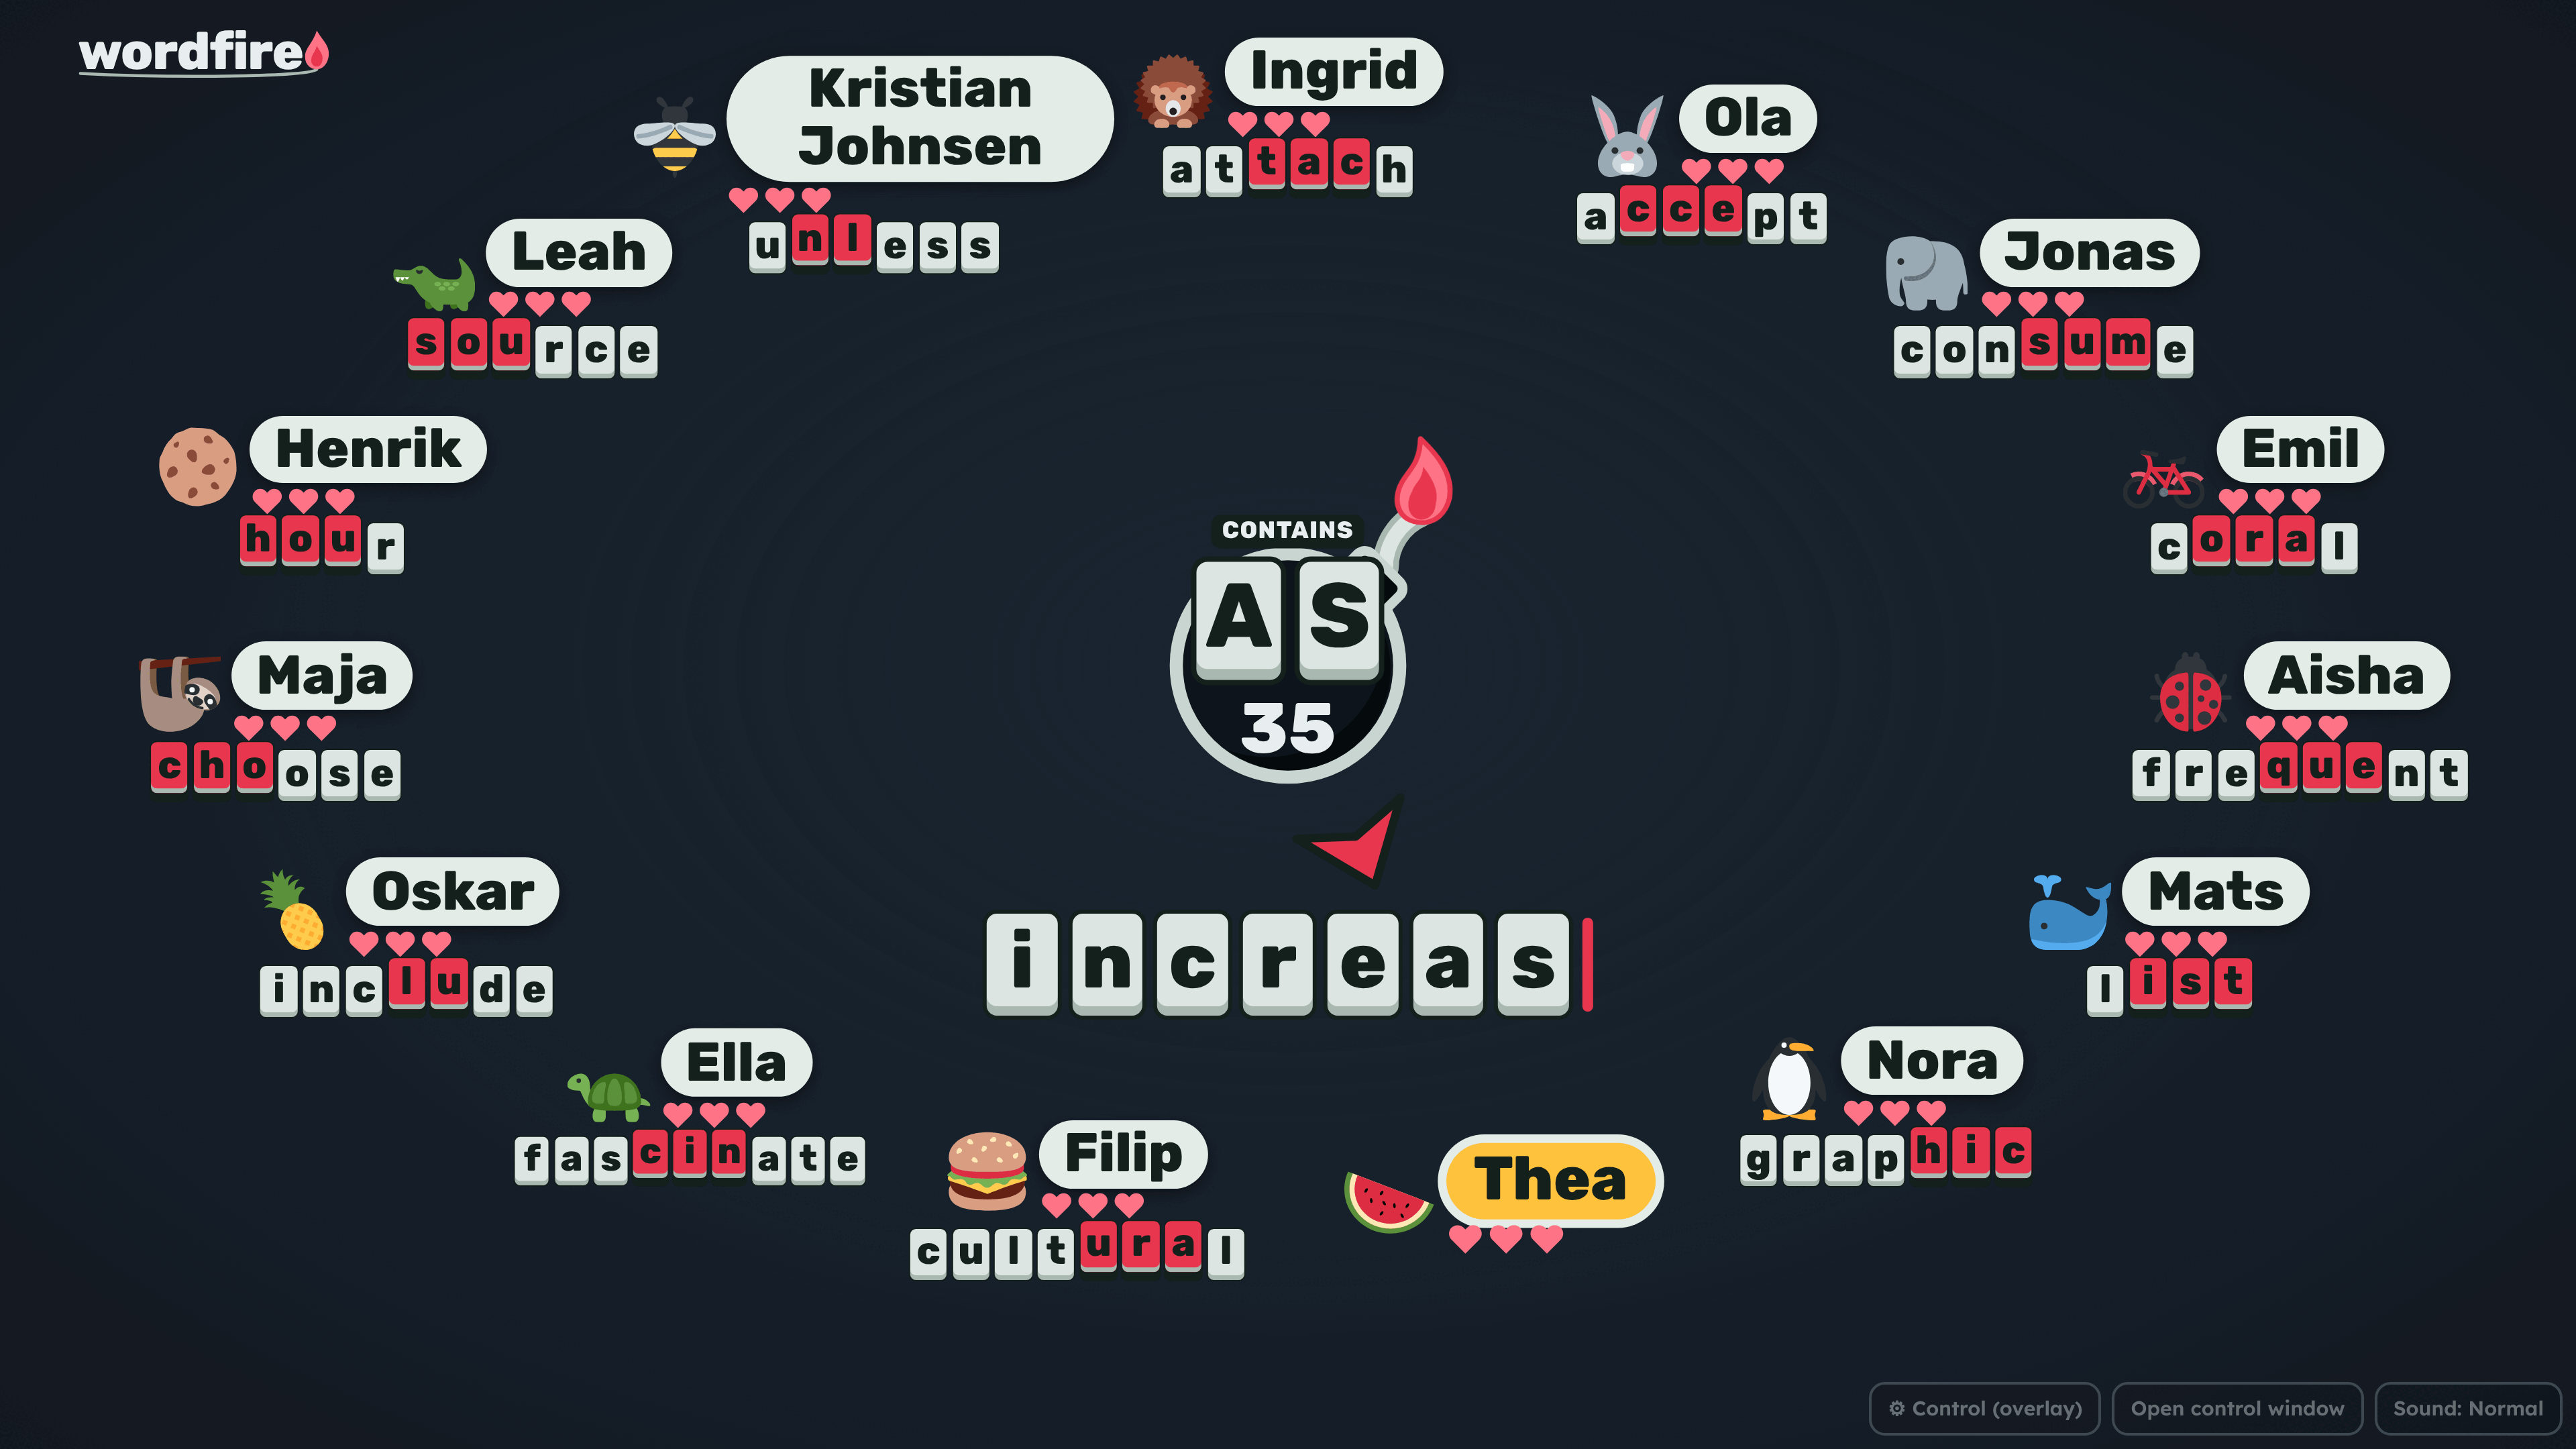 wordfire
Kristian
Johnsen
unless
Ingrid
attach
Ola
accept
Leah
source
Jonas
consume
Henrik
hour
Emil
coral
CONTAINS
AS
35
Maja
choose
Aisha
frequent
Oskar
include
increas
Mats
list
Ella
fascinate
Filip
cultural
Thea
Nora
graphic
⚙ Control (overlay)
Open control window
Sound: Normal